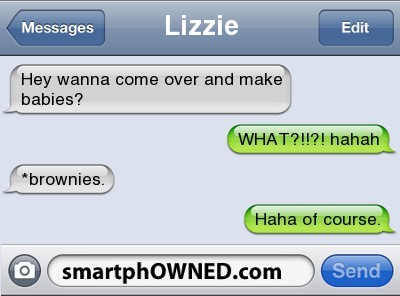 Messages
Lizzie
Edit
Hey wanna come over and make
babies?
WHAT?!!?! hahah
*brownies.
Haha of course.
smartphOWNED.com
Send